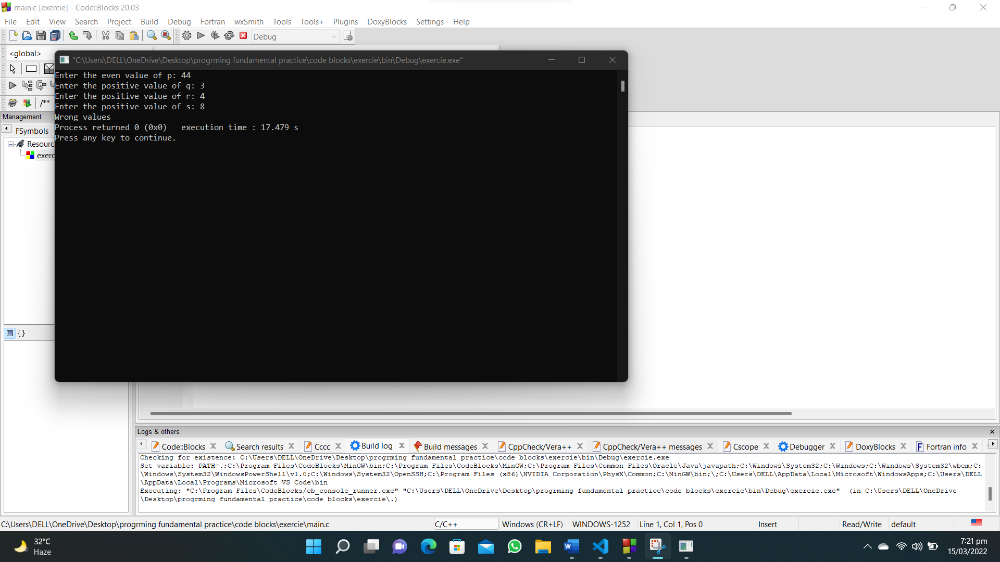 main.c [exercie] - Code::Blocks 20.03
File Edit View Search Project Build Debug Fortran wxSmith Tools Tools+ Plugins DoxyBlocks Settings Help
Debug
<global>
"C:\Users\DELL\OneDrive\Desktop\progrming fundamental practice\code blocks\exercie\bin\Debug\exercie.exe"
Enter the even value of p: 44
Enter the positive value of q: 3
Enter the positive value of r: 4
Enter the positive value of s: 8
Wrong values
Process returned 0 (0x0)   execution time : 17.479 s
Press any key to continue.
/**
Management
FSymbols
Resourc
exerc
{}
Logs & others
Code::Blocks Search results Cccc Build log Build messages CppCheck/Vera++ CppCheck/Vera++ messages Cscope Debugger DoxyBlocks Fortran info
Checking for existence: C:\Users\DELL\OneDrive\Desktop\progrming fundamental practice\code blocks\exercie\bin\Debug\exercie.exe
Set variable: PATH=.;C:\Program Files\CodeBlocks\MinGW\bin;C:\Program Files\CodeBlocks\MinGW;C:\Program Files\Common Files\Oracle\Java\javapath;C:\Windows\System32;C:\Windows;C:\Windows\System32\wbem;C:
\Windows\System32\WindowsPowerShell\v1.0;C:\Windows\System32\OpenSSH;C:\Program Files (x86)\NVIDIA Corporation\PhysX\Common;C:\MinGW\bin;\;C:\Users\DELL\AppData\Local\Microsoft\WindowsApps;C:\Users\DELL
\AppData\Local\Programs\Microsoft VS Code\bin
Executing: "C:\Program Files\CodeBlocks/cb_console_runner.exe" "C:\Users\DELL\OneDrive\Desktop\progrming fundamental practice\code blocks\exercie\bin\Debug\exercie.exe"  (in C:\Users\DELL\OneDrive
\Desktop\progrming fundamental practice\code blocks\exercie\.)
C:\Users\DELL\OneDrive\Desktop\progrming fundamental practice\code blocks\exercie\main.c C/C++ Windows (CR+LF) WINDOWS-1252 Line 1, Col 1, Pos 0 Insert Read/Write default
32°C
Haze
7:21 pm
15/03/2022